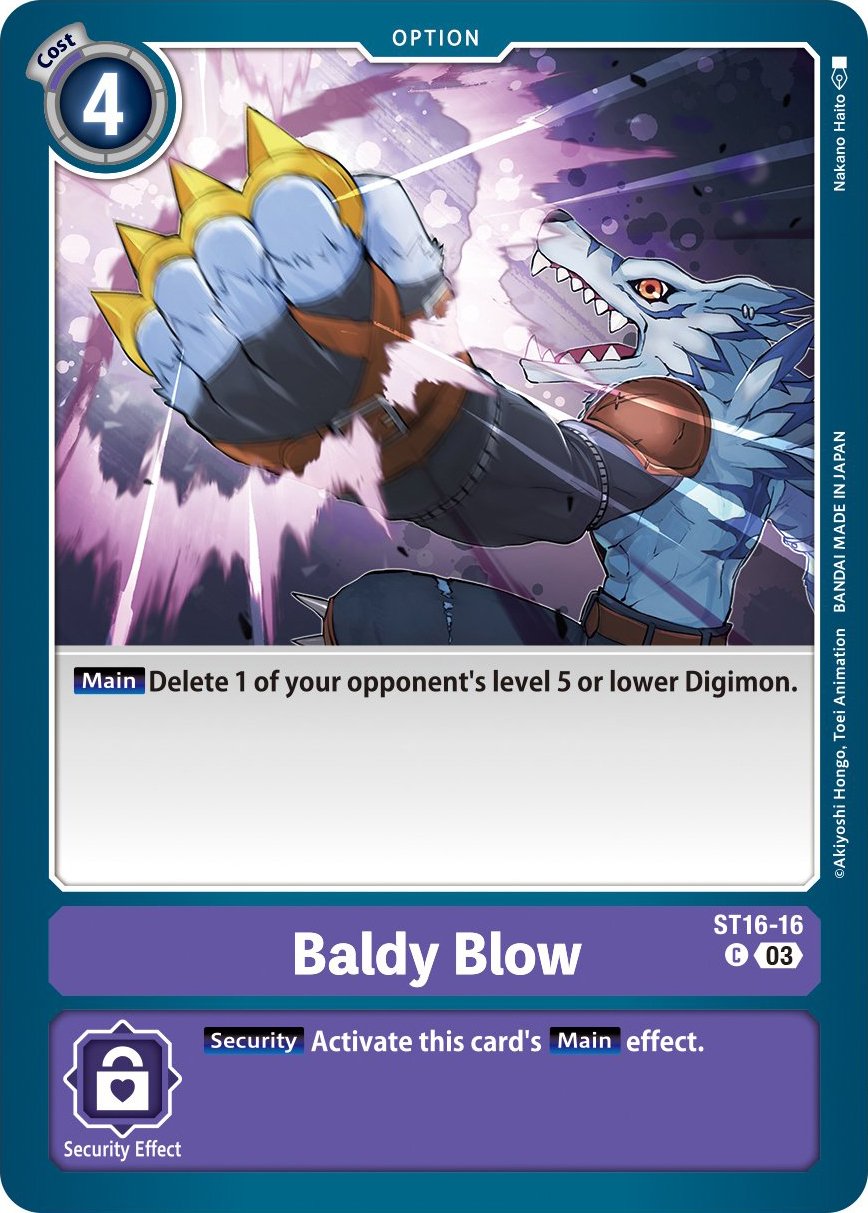 OPTION
Cost
4
Nakano Haito
BANDAI MADE IN JAPAN
©Akiyoshi Hongo, Toei Animation
Main Delete 1 of your opponent's level 5 or lower Digimon.
ST16-16
Baldy Blow
C 03
Security Activate this card's Main effect.
Security Effect